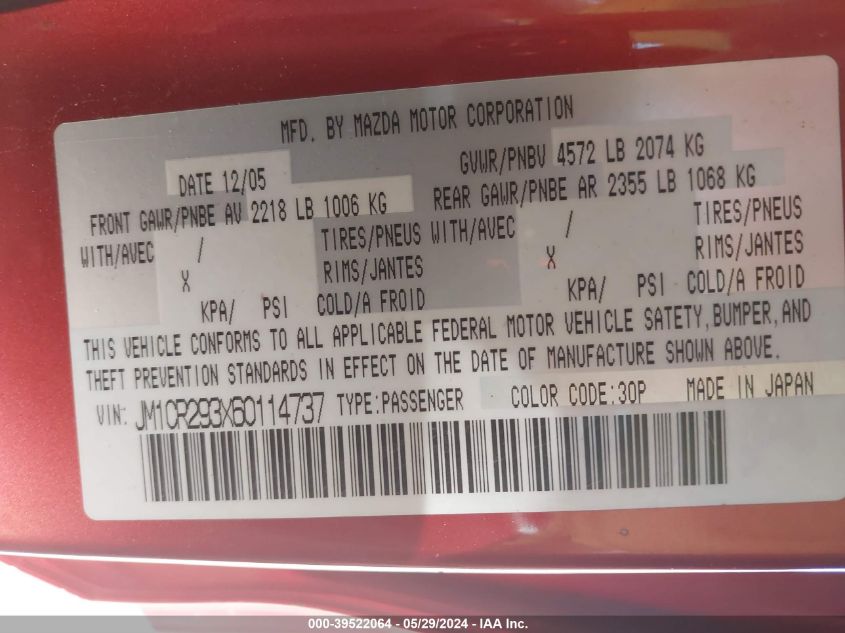 MFD. BY MAZDA MOTOR CORPORATION
DATE 12/05
GVWR/PNBV 4572 LB 2074 KG
FRONT GAWR/PNBE AV 2218 LB 1006 KG
REAR GAWR/PNBE AR 2355 LB 1068 KG
WITH/AVEC / TIRES/PNEUS WITH/AVEC / TIRES/PNEUS
X RIMS/JANTES X RIMS/JANTES
KPA/ PSI COLD/A FROID KPA/ PSI COLD/A FROID
THIS VEHICLE CONFORMS TO ALL APPLICABLE FEDERAL MOTOR VEHICLE SATETY,BUMPER,AND
THEFT PREVENTION STANDARDS IN EFFECT ON THE DATE OF MANUFACTURE SHOWN ABOVE.
VIN: JM1CR293X60114737 TYPE:PASSENGER COLOR CODE:30P MADE IN JAPAN
000-39522064 - 05/29/2024 - IAA Inc.